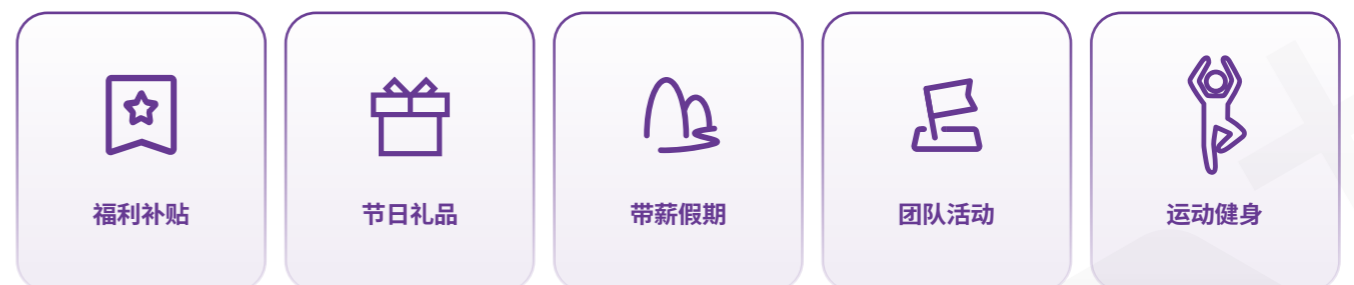 福利补贴
节日礼品
带薪假期
团队活动
运动健身